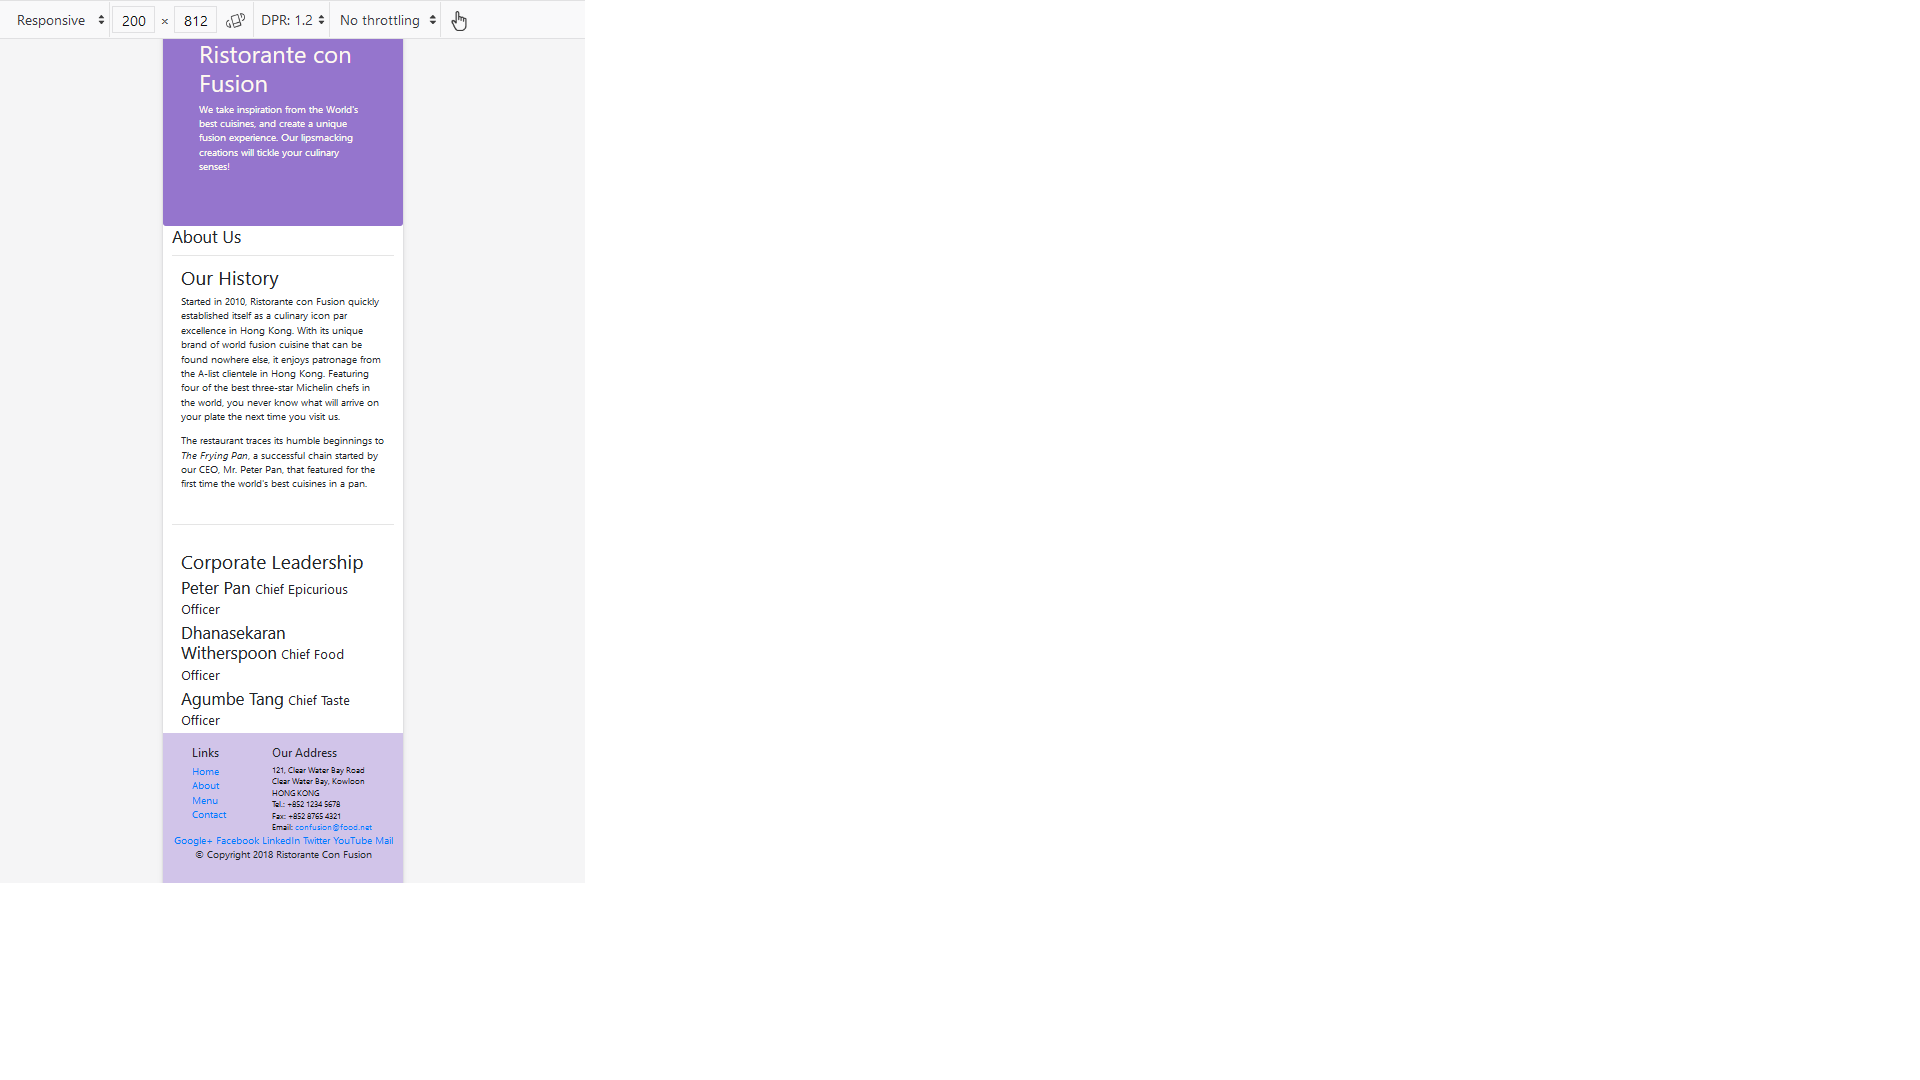 Responsive 200 × 812 DPR: 1.2 No throttling
Ristorante con
Fusion
We take inspiration from the World's
best cuisines, and create a unique
fusion experience. Our lipsmacking
creations will tickle your culinary
senses!
About Us
Our History
Started in 2010, Ristorante con Fusion quickly
established itself as a culinary icon par
excellence in Hong Kong. With its unique
brand of world fusion cuisine that can be
found nowhere else, it enjoys patronage from
the A-list clientele in Hong Kong. Featuring
four of the best three-star Michelin chefs in
the world, you never know what will arrive on
your plate the next time you visit us.
The restaurant traces its humble beginnings to
The Frying Pan, a successful chain started by
our CEO, Mr. Peter Pan, that featured for the
first time the world's best cuisines in a pan.
Corporate Leadership
Peter Pan Chief Epicurious
Officer
Dhanasekaran
Witherspoon Chief Food
Officer
Agumbe Tang Chief Taste
Officer
Links
Home
About
Menu
Contact
Our Address
121, Clear Water Bay Road
Clear Water Bay, Kowloon
HONG KONG
Tel.: +852 1234 5678
Fax: +852 8765 4321
Email: confusion@food.net
Google+ Facebook LinkedIn Twitter YouTube Mail
© Copyright 2018 Ristorante Con Fusion